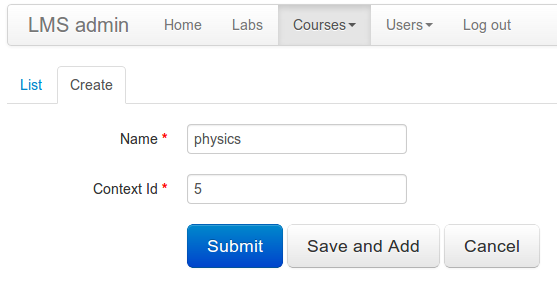 LMS admin Home Labs Courses Users Log out
List Create
Name * physics
Context Id * 5
Submit Save and Add Cancel